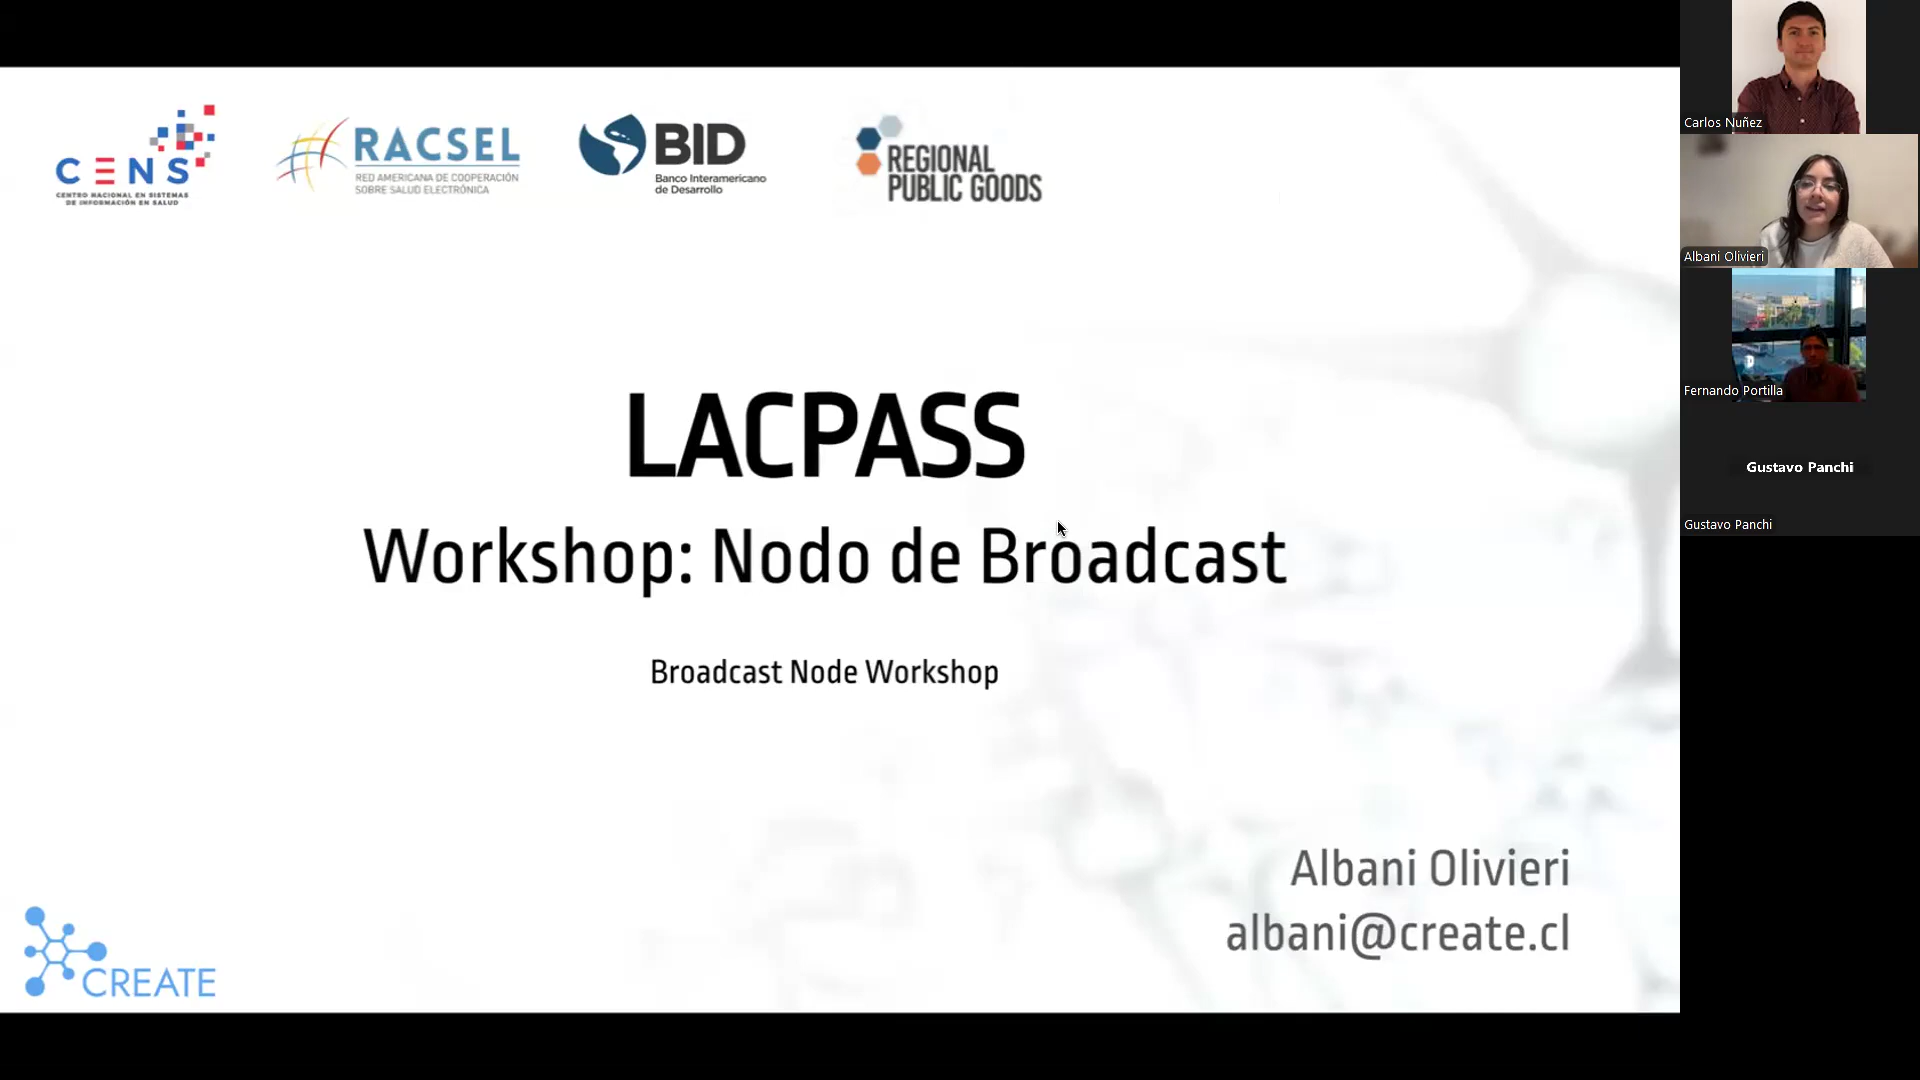 CENS
CENTRO NACIONAL EN SISTEMAS
DE INFORMACIÓN EN SALUD
RACSEL
RED AMERICANA DE COOPERACIÓN
SOBRE SALUD ELECTRÓNICA
BID
Banco Interamericano
de Desarrollo
REGIONAL
PUBLIC GOODS
LACPASS
Workshop: Nodo de Broadcast
Broadcast Node Workshop
Albani Olivieri
albani@create.cl
CREATE
Carlos Nuñez
Albani Olivieri
Fernando Portilla
Gustavo Panchi
Gustavo Panchi